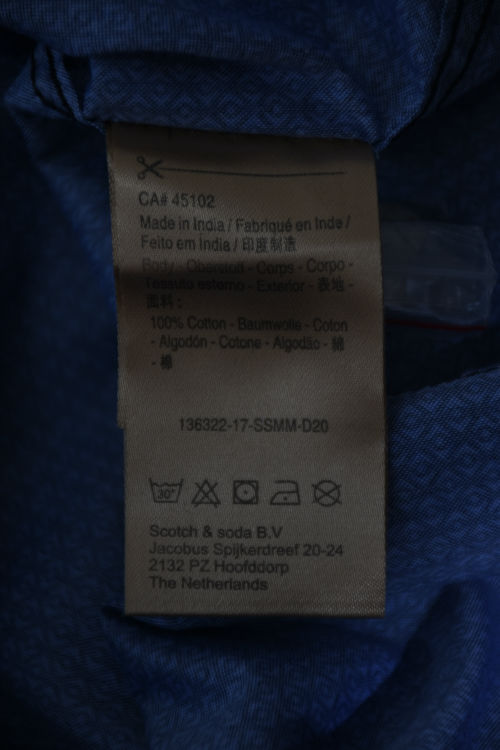 CA# 45102
Made in India / Fabriqué en Inde /
Feito em India / 印度制造
Body - Oberstoff - Corps - Corpo -
Tessuto esterno - Exterior - 表地 -
面料 :
100% Cotton - Baumwolle - Coton
- Algodón - Cotone - Algodão - 綿
- 棉
136322-17-SSMM-D20
30°
Scotch & soda B.V
Jacobus Spijkerdreef 20-24
2132 PZ Hoofddorp
The Netherlands